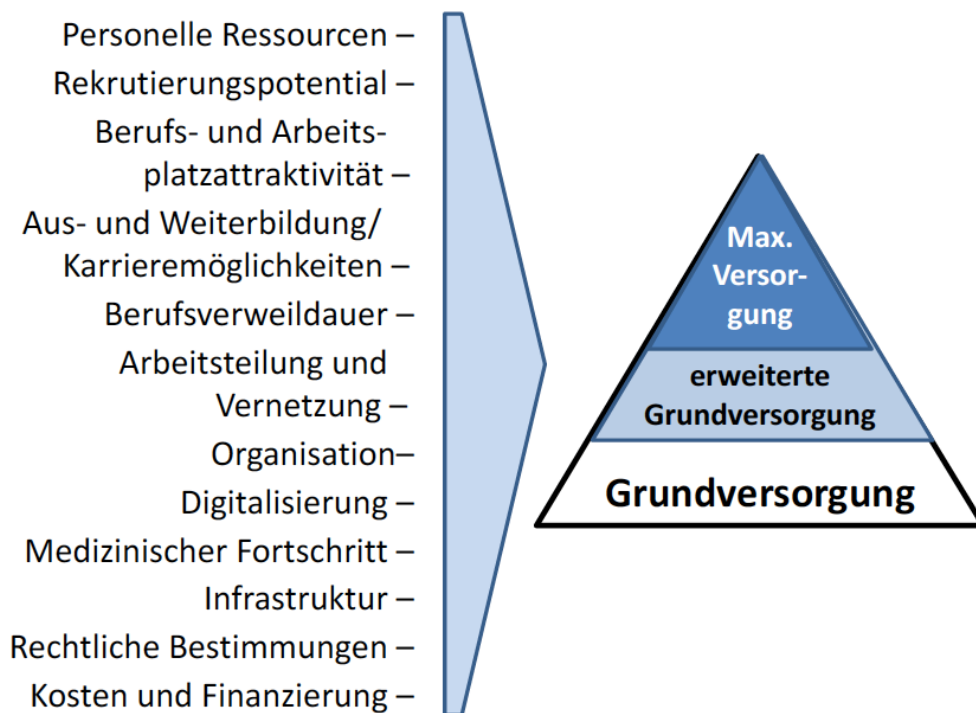 Personelle Ressourcen –
Rekrutierungspotential –
Berufs- und Arbeits-
platzattraktivität –
Aus- und Weiterbildung/
Karrieremöglichkeiten –
Berufsverweildauer –
Arbeitsteilung und
Vernetzung –
Organisation–
Digitalisierung –
Medizinischer Fortschritt –
Infrastruktur –
Rechtliche Bestimmungen –
Kosten und Finanzierung –
Max.
Versor-
gung
erweiterte
Grundversorgung
Grundversorgung